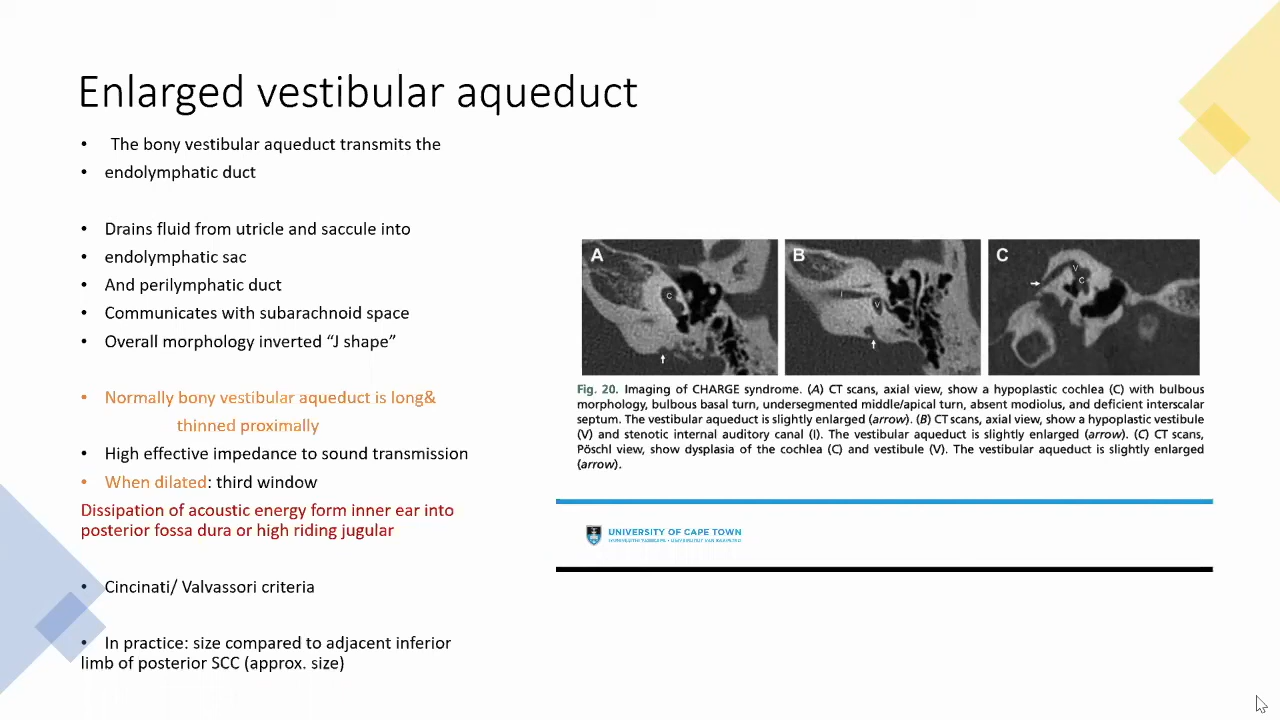 Enlarged vestibular aqueduct
• The bony vestibular aqueduct transmits the
• endolymphatic duct
• Drains fluid from utricle and saccule into
• endolymphatic sac
• And perilymphatic duct
• Communicates with subarachnoid space
• Overall morphology inverted “J shape”
• Normally bony vestibular aqueduct is long&
thinned proximally
• High effective impedance to sound transmission
• When dilated: third window
Dissipation of acoustic energy form inner ear into
posterior fossa dura or high riding jugular
• Cincinati/ Valvassori criteria
• In practice: size compared to adjacent inferior
limb of posterior SCC (approx. size)
A
C
B
I
V
C
V
C
Fig. 20. Imaging of CHARGE syndrome. (A) CT scans, axial view, show a hypoplastic cochlea (C) with bulbous
morphology, bulbous basal turn, undersegmented middle/apical turn, absent modiolus, and deficient interscalar
septum. The vestibular aqueduct is slightly enlarged (arrow). (B) CT scans, axial view, show a hypoplastic vestibule
(V) and stenotic internal auditory canal (I). The vestibular aqueduct is slightly enlarged (arrow). (C) CT scans,
Pöschl view, show dysplasia of the cochlea (C) and vestibule (V). The vestibular aqueduct is slightly enlarged
(arrow).
UNIVERSITY OF CAPE TOWN